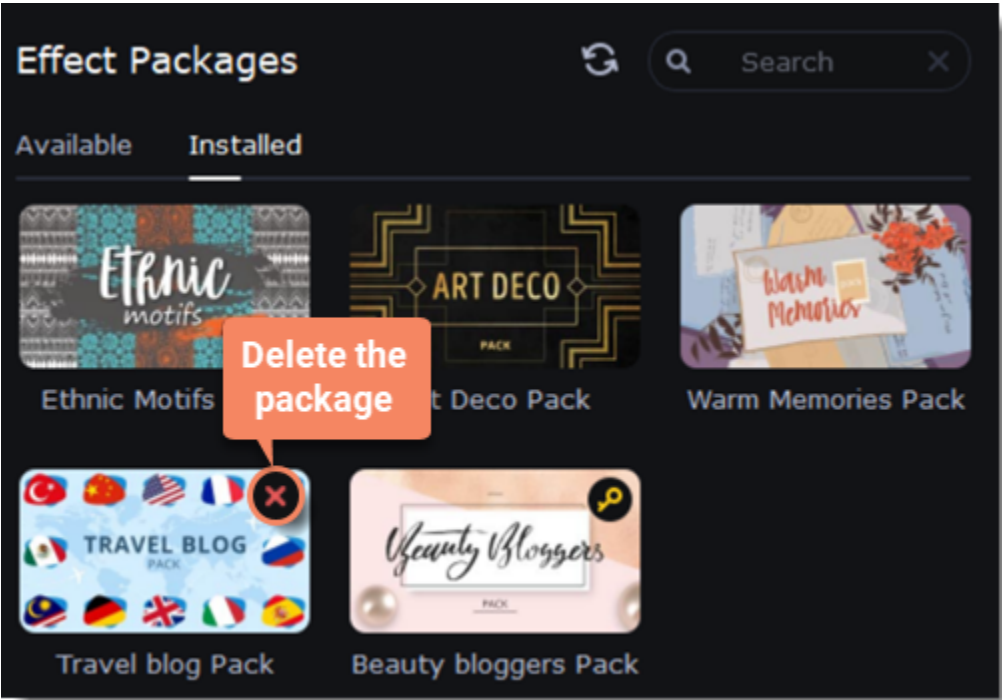 Effect Packages
Search
Available
Installed
Ethnic
motifs
ART DECO
PACK
Warm
Memories
Delete the
package
Ethnic Motifs
t Deco Pack
Warm Memories Pack
TRAVEL BLOG
PACK
Beauty Bloggers
PACK
Travel blog Pack
Beauty bloggers Pack